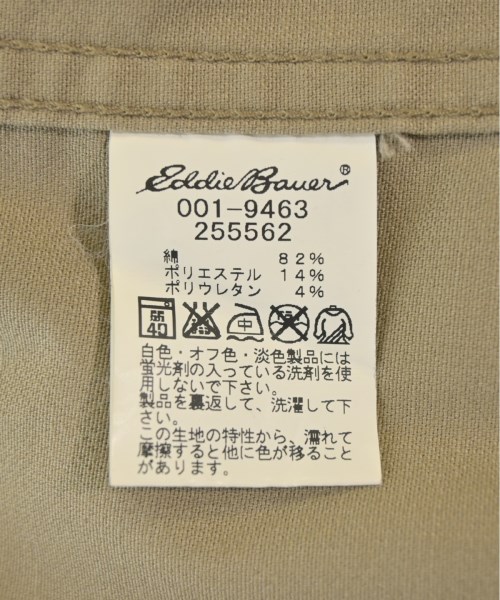 Eddie Bauer®
001-9463
255562
綿 82%
ポリエステル 14%
ポリウレタン 4%
40 中
白色・オフ色・淡色製品には
蛍光剤の入っている洗剤を使
用しないで下さい。
製品を裏返して、洗濯して下
さい。
この生地の特性から、濡れて
摩擦すると他に色が移ること
があります。